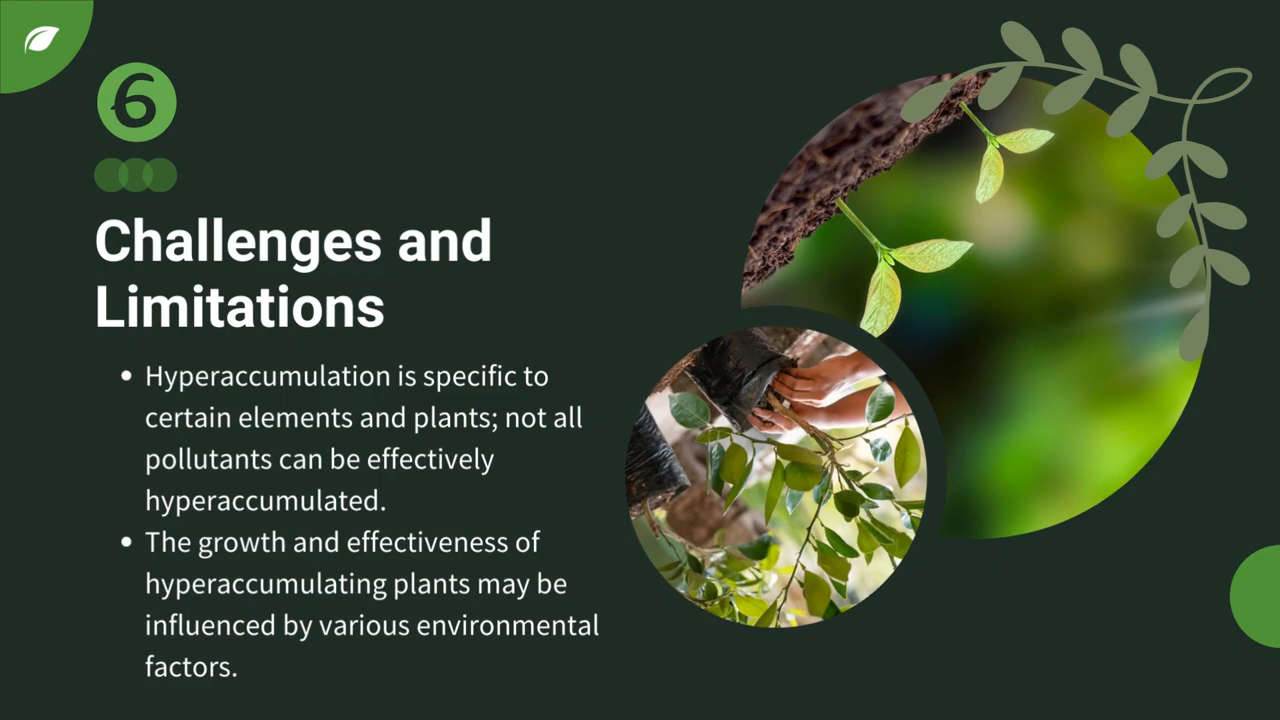 6
Challenges and
Limitations
• Hyperaccumulation is specific to
certain elements and plants; not all
pollutants can be effectively
hyperaccumulated.
• The growth and effectiveness of
hyperaccumulating plants may be
influenced by various environmental
factors.